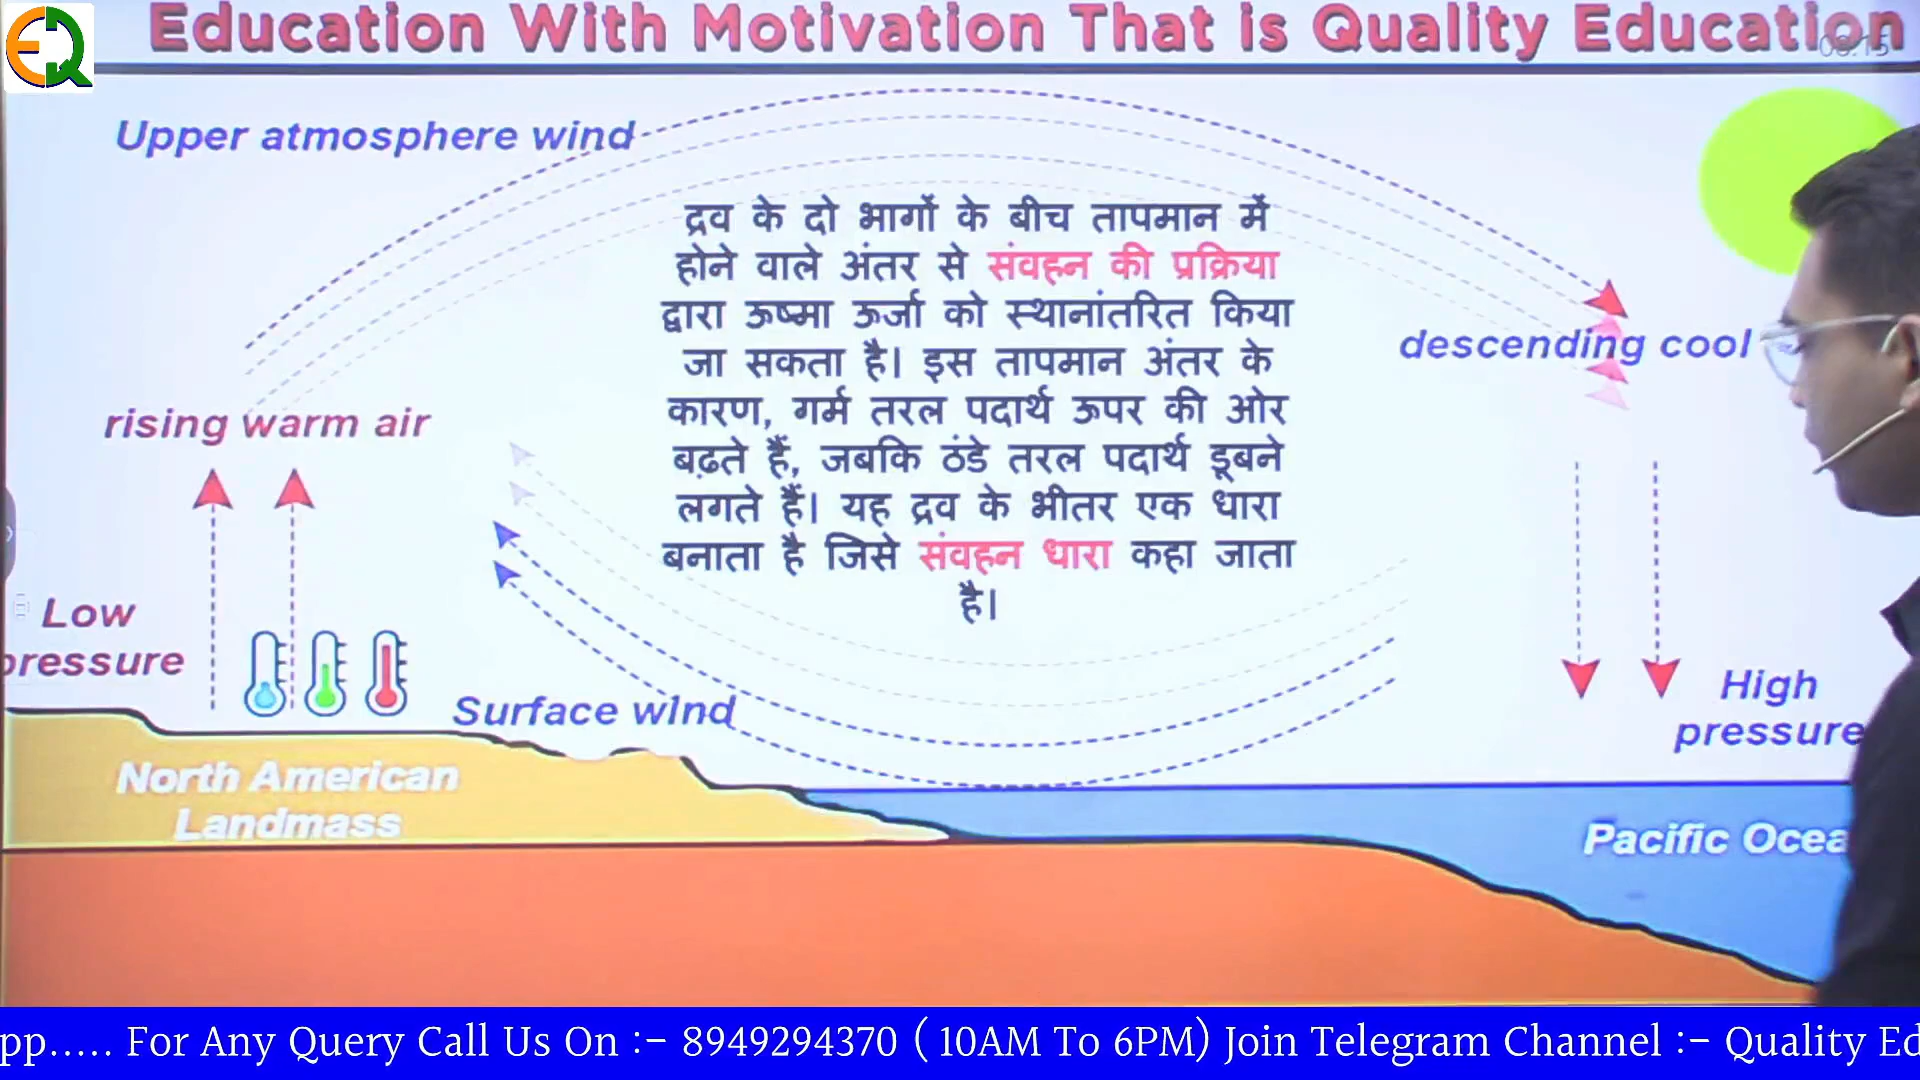 EQ
Education With Motivation That is Quality Education
08:15
Upper atmosphere wind
द्रव के दो भागों के बीच तापमान में
होने वाले अंतर से संवहन की प्रक्रिया
द्वारा ऊष्मा ऊर्जा को स्थानांतरित किया
जा सकता है। इस तापमान अंतर के
कारण, गर्म तरल पदार्थ ऊपर की ओर
बढ़ते हैं, जबकि ठंडे तरल पदार्थ डूबने
लगते हैं। यह द्रव के भीतर एक धारा
बनाता है जिसे संवहन धारा कहा जाता
है।
descending cool
rising warm air
Low
pressure
Surface wInd
High
pressure
North American
Landmass
Pacific Ocea
pp..... For Any Query Call Us On :- 8949294370 ( 10AM To 6PM) Join Telegram Channel :- Quality Ed